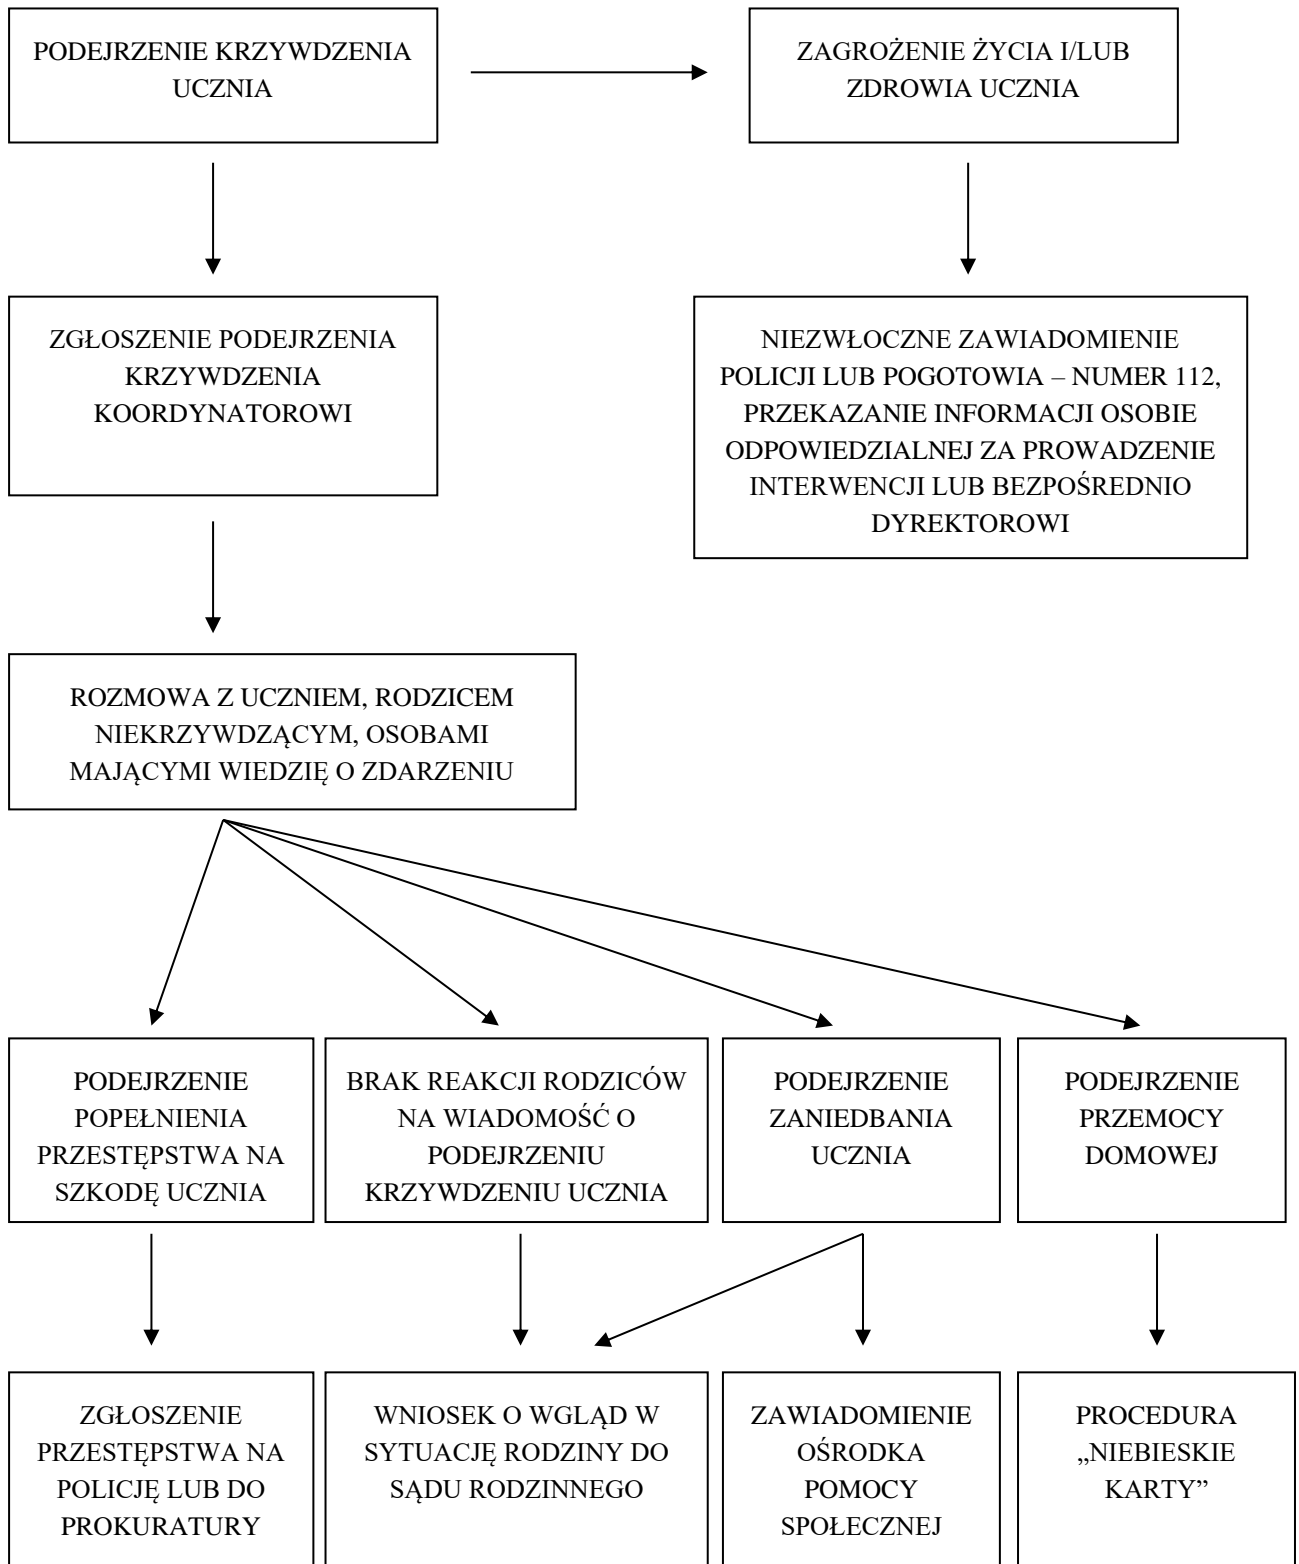 PODEJRZENIE KRZYWDZENIA
UCZNIA
ZAGROŻENIE ŻYCIA I/LUB
ZDROWIA UCZNIA
ZGŁOSZENIE PODEJRZENIA
KRZYWDZENIA
KOORDYNATOROWI
NIEZWŁOCZNE ZAWIADOMIENIE
POLICJI LUB POGOTOWIA – NUMER 112,
PRZEKAZANIE INFORMACJI OSOBIE
ODPOWIEDZIALNEJ ZA PROWADZENIE
INTERWENCJI LUB BEZPOŚREDNIO
DYREKTOROWI
ROZMOWA Z UCZNIEM, RODZICEM
NIEKRZYWDZĄCYM, OSOBAMI
MAJĄCYMI WIEDZIĘ O ZDARZENIU
PODEJRZENIE
POPEŁNIENIA
PRZESTĘPSTWA NA
SZKODĘ UCZNIA
BRAK REAKCJI RODZICÓW
NA WIADOMOŚĆ O
PODEJRZENIU
KRZYWDZENIU UCZNIA
PODEJRZENIE
ZANIEDBANIA
UCZNIA
PODEJRZENIE
PRZEMOCY
DOMOWEJ
ZGŁOSZENIE
PRZESTĘPSTWA NA
POLICJĘ LUB DO
PROKURATURY
WNIOSEK O WGLĄD W
SYTUACJĘ RODZINY DO
SĄDU RODZINNEGO
ZAWIADOMIENIE
OŚRODKA
POMOCY
SPOŁECZNEJ
PROCEDURA
„NIEBIESKIE
KARTY”